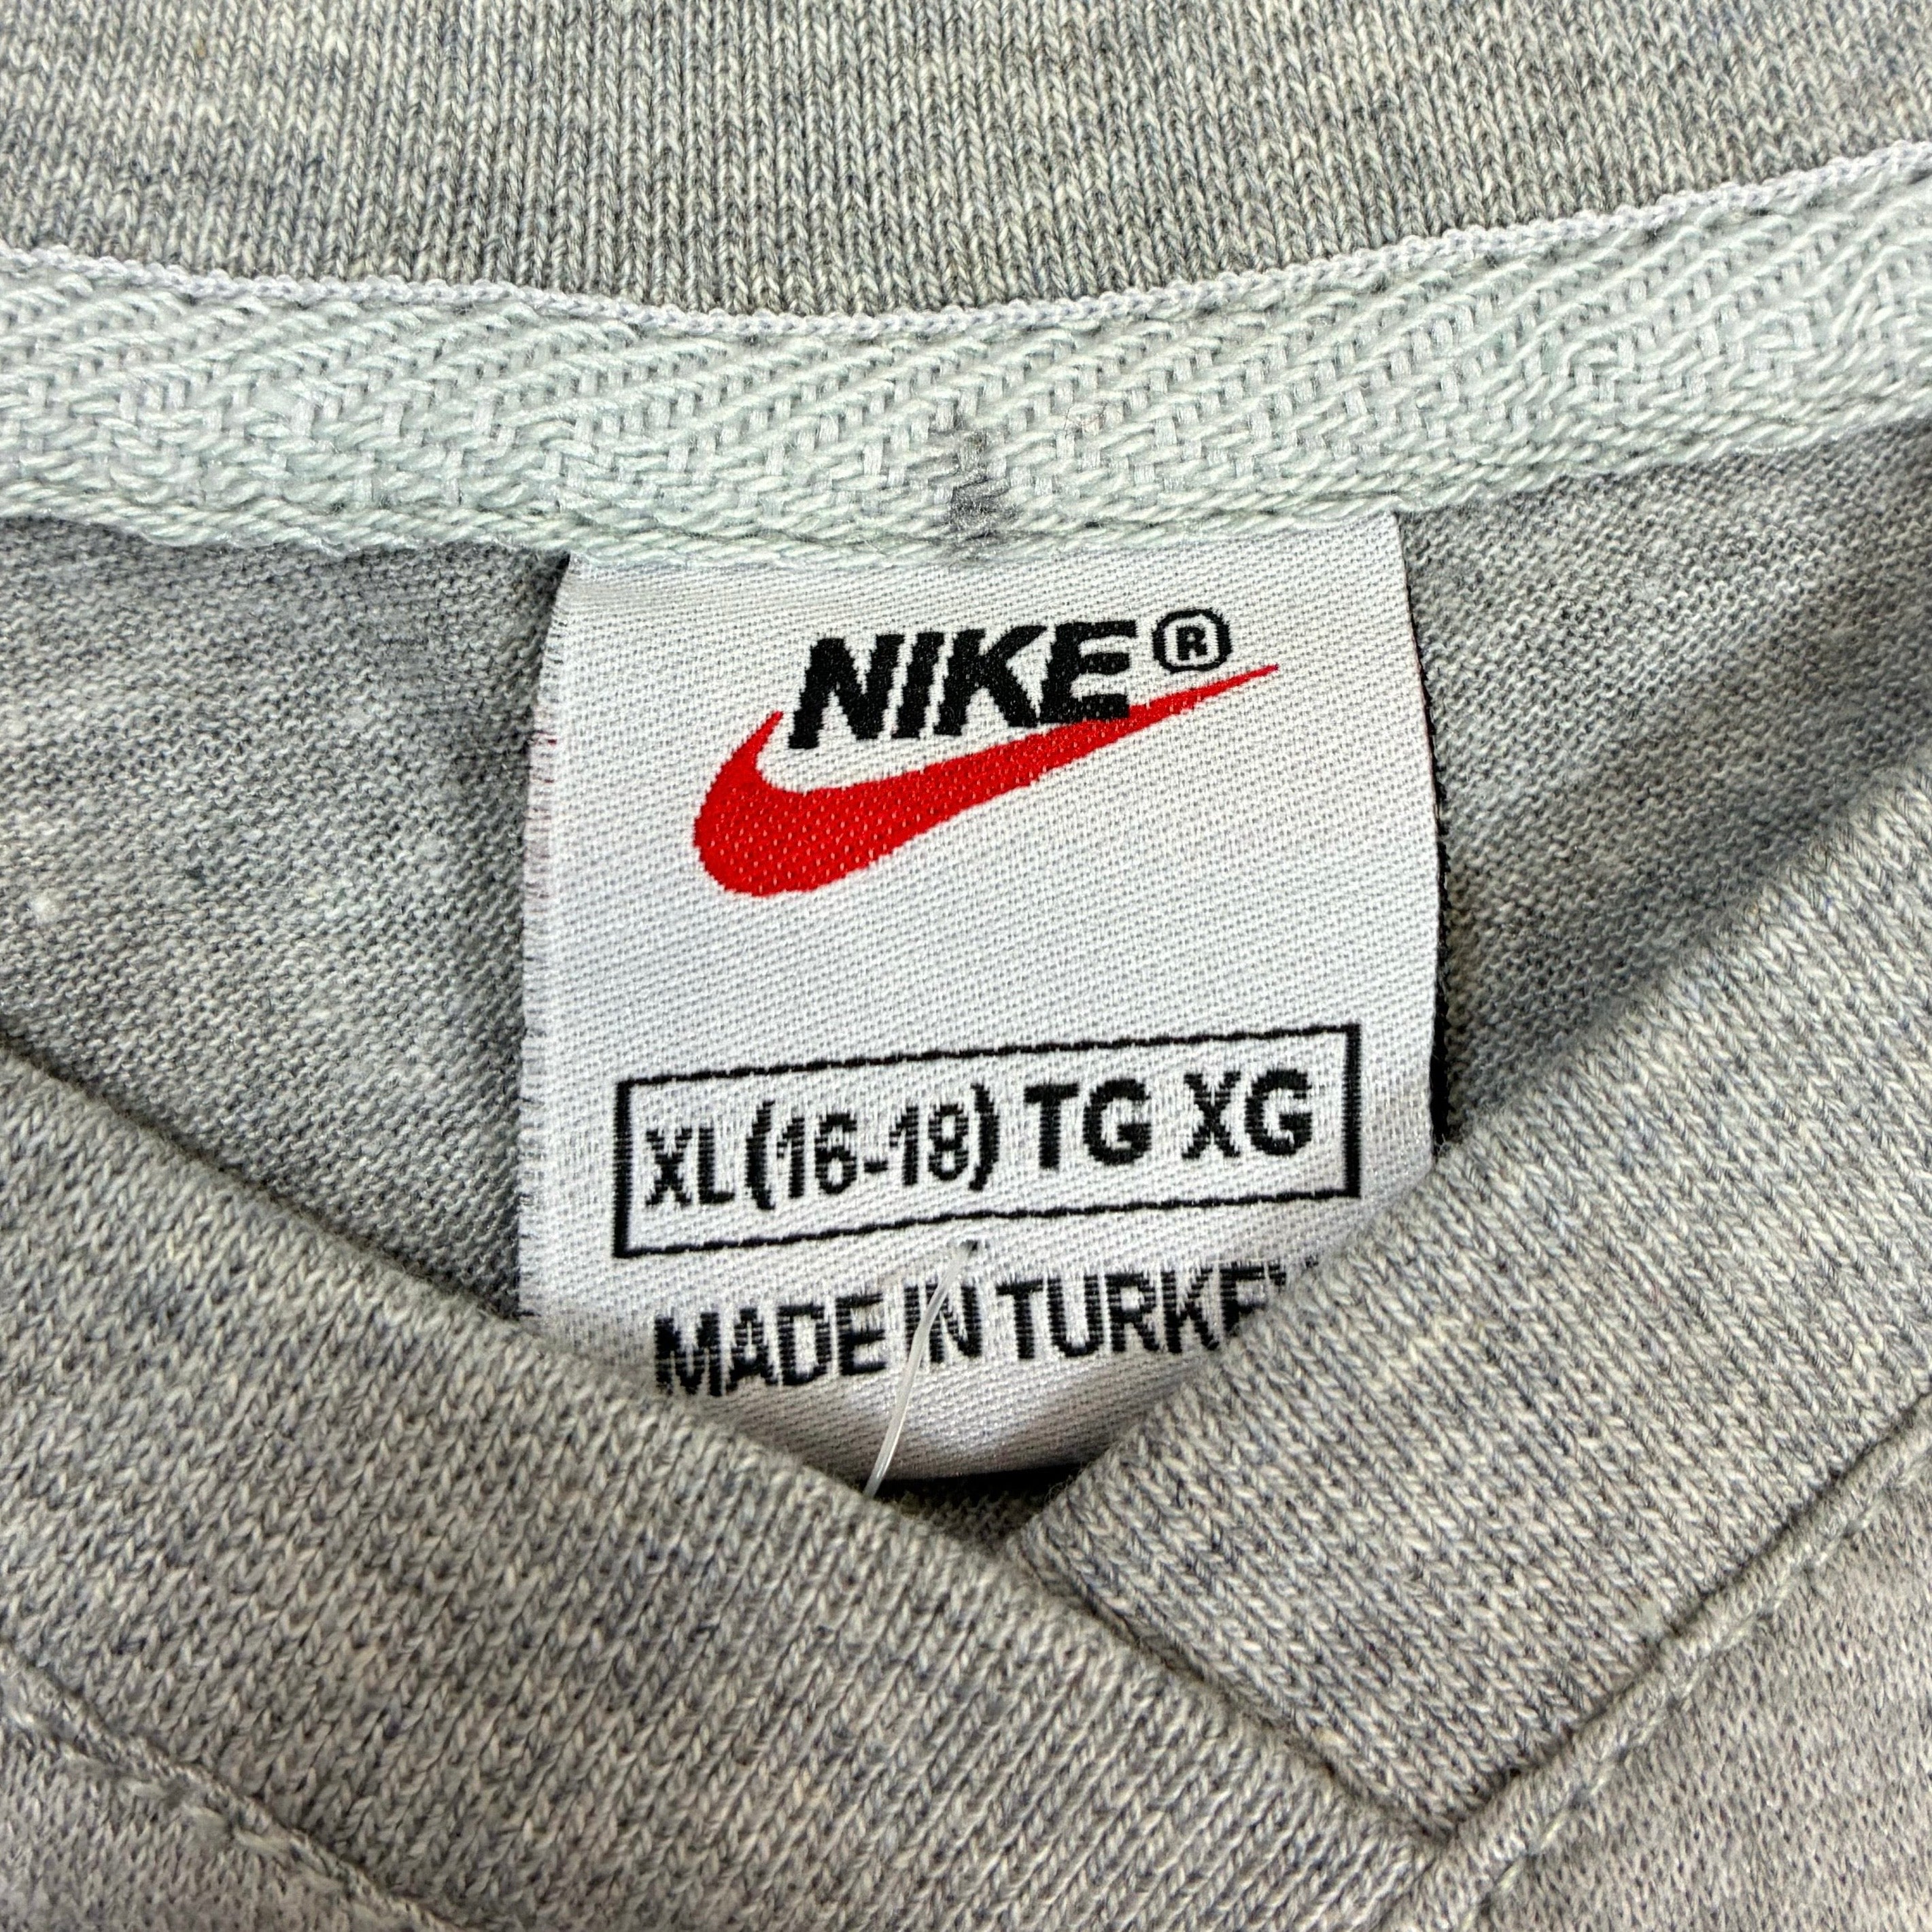 NIKE®
XL(16-18) TG XG
MADE IN TURKEY